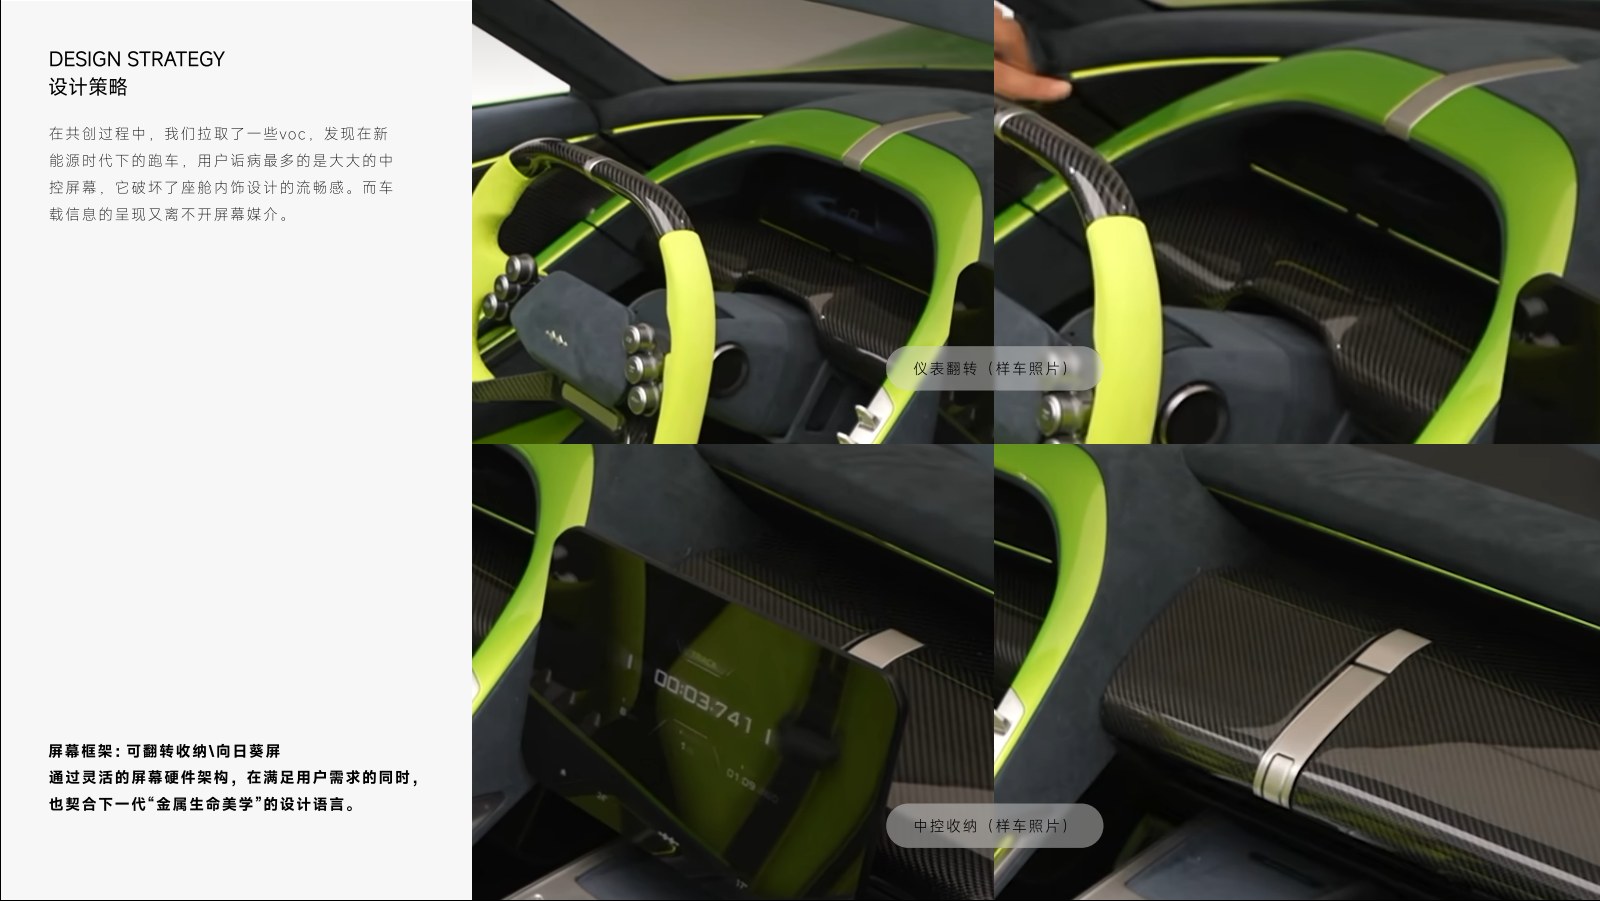 DESIGN STRATEGY
设计策略
在共创过程中，我们拉取了一些voc，发现在新
能源时代下的跑车，用户诟病最多的是大大的中
控屏幕，它破坏了座舱内饰设计的流畅感。而车
载信息的呈现又离不开屏幕媒介。
仪表翻转（样车照片）
00:03.741
01:09
17°
屏幕框架：可翻转收纳\向日葵屏
通过灵活的屏幕硬件架构，在满足用户需求的同时，
也契合下一代“金属生命美学”的设计语言。
中控收纳（样车照片）